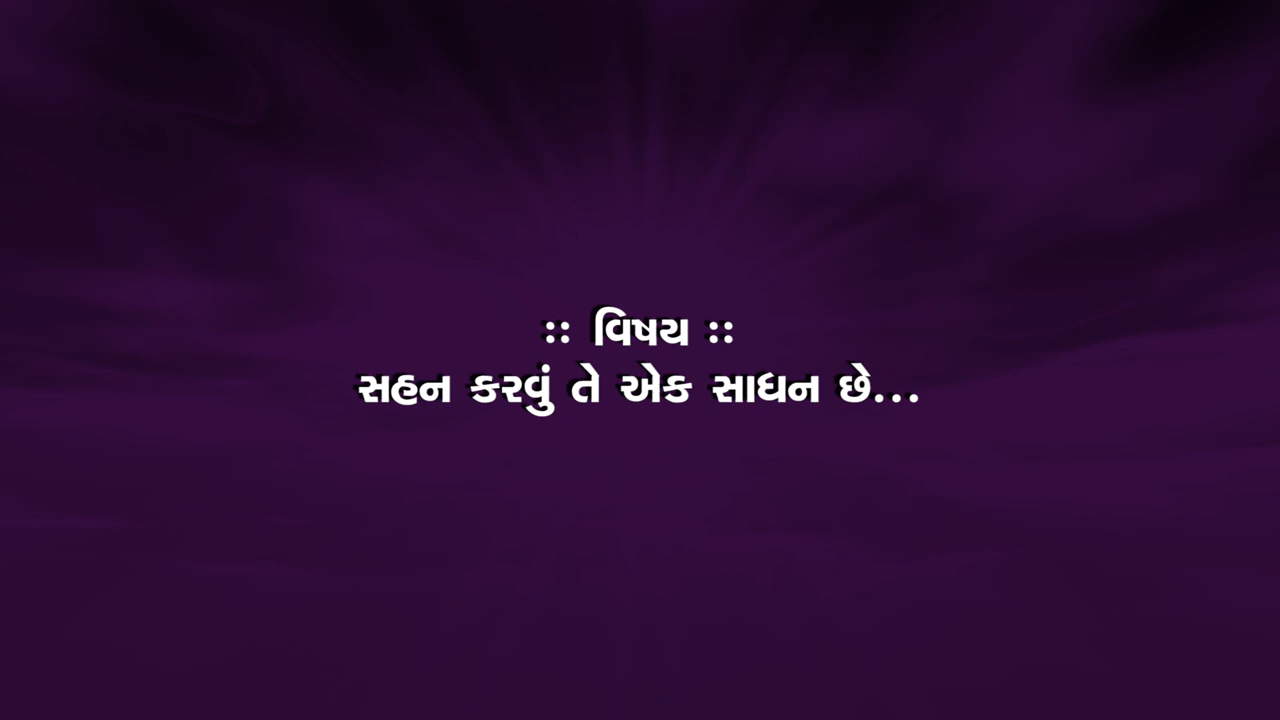 :: વિષય ::
સહન કરવું તે એક સાધન છે...